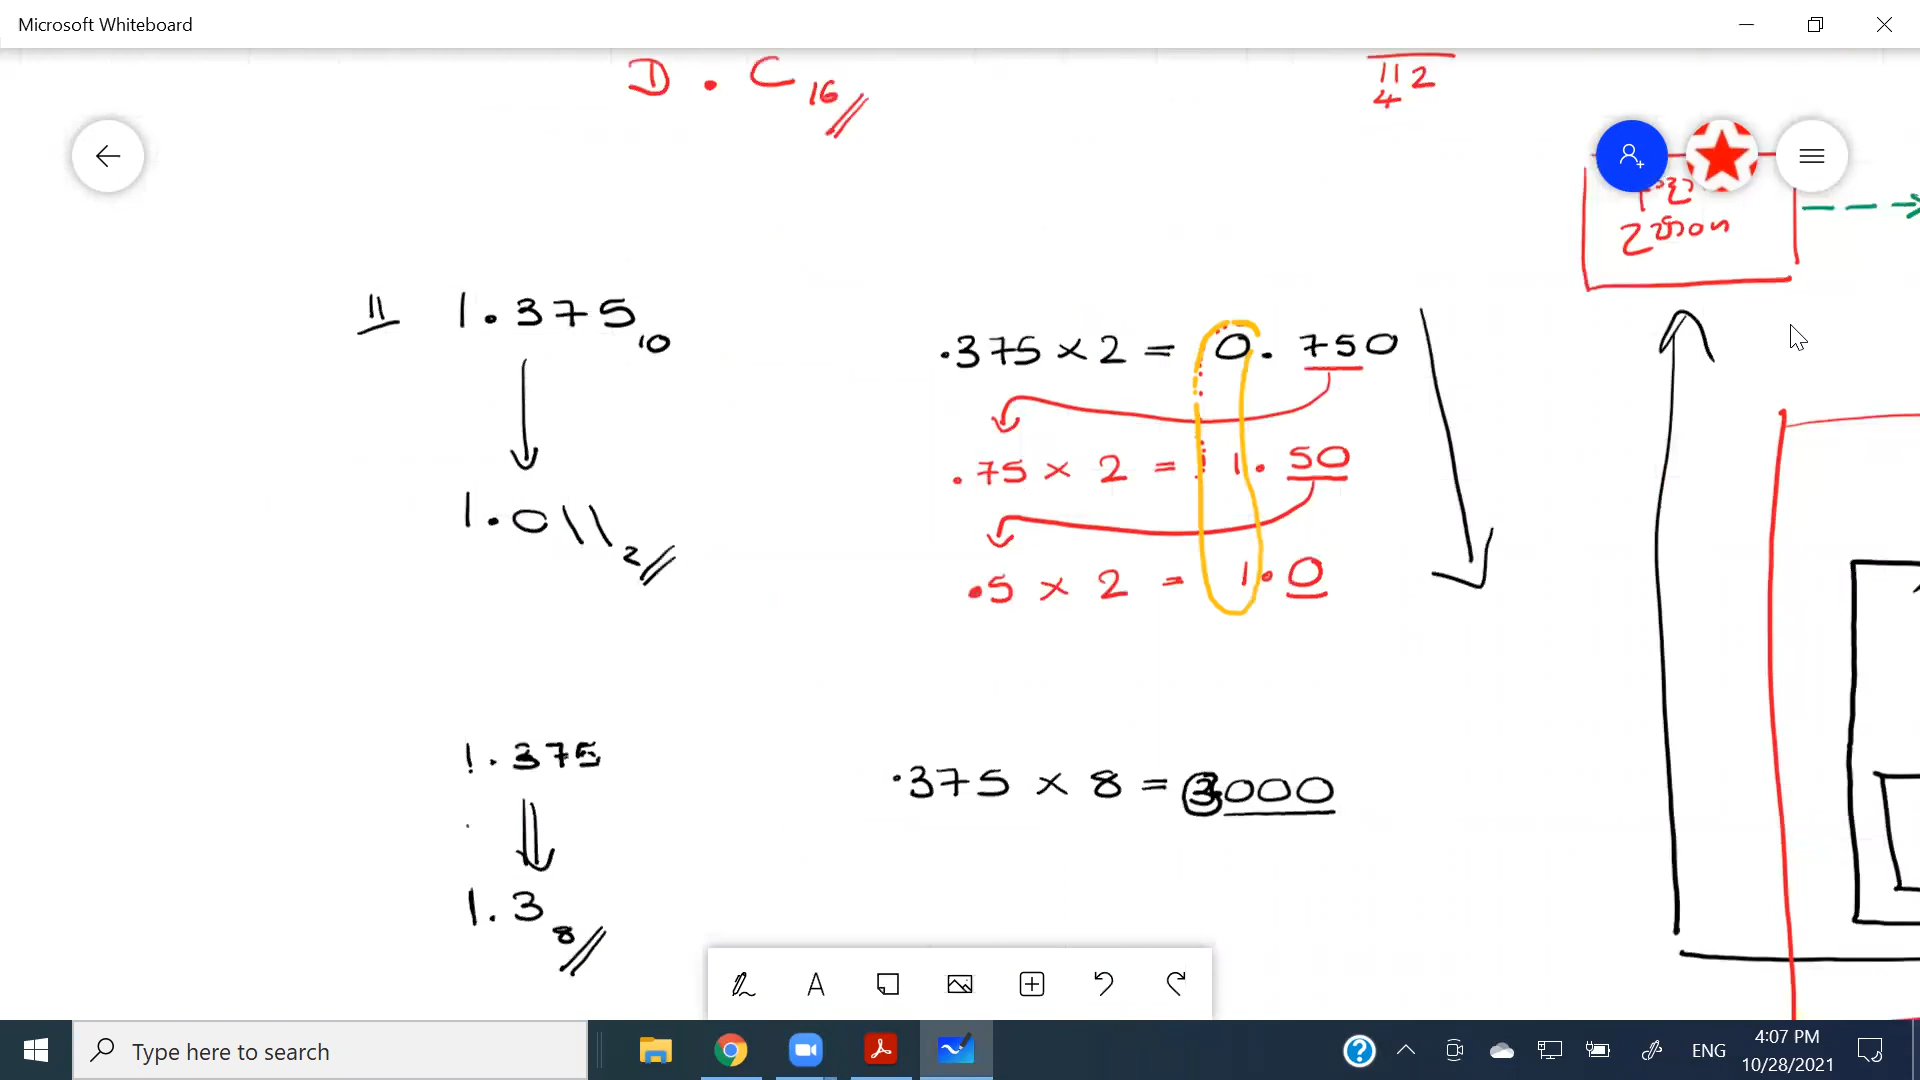 Microsoft Whiteboard
D . C₁₆
112
4
11 1.375₁₀
.375 × 2 = 0.750
.75 × 2 = 1.50
1.011₂
.5 × 2 = 1.0
1.375
.375 × 8 = 3000
1.3₈
Type here to search
ENG
4:07 PM
10/28/2021